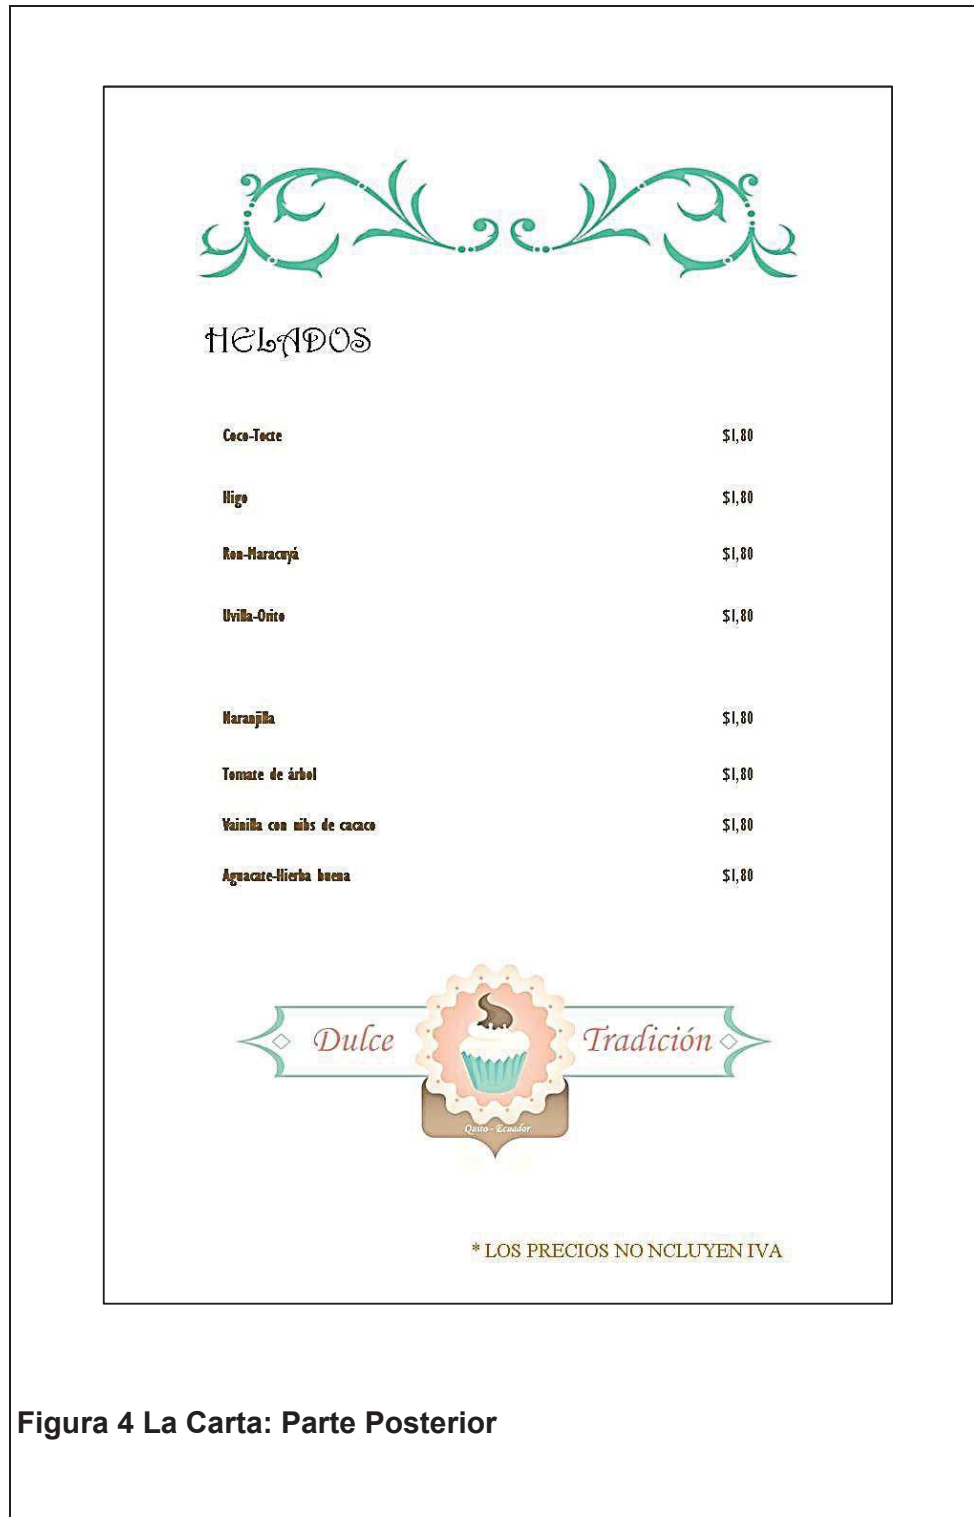 HELADOS
Coco-Tocte $1,80
Higo $1,80
Ron-Maracuyá $1,80
Uvilla-Orito $1,80
Naranjilla $1,80
Tomate de árbol $1,80
Vainilla con nibs de cacaco $1,80
Aguacate-Hierba buena $1,80
Dulce Tradición
Quito - Ecuador
* LOS PRECIOS NO NCLUYEN IVA
Figura 4 La Carta: Parte Posterior